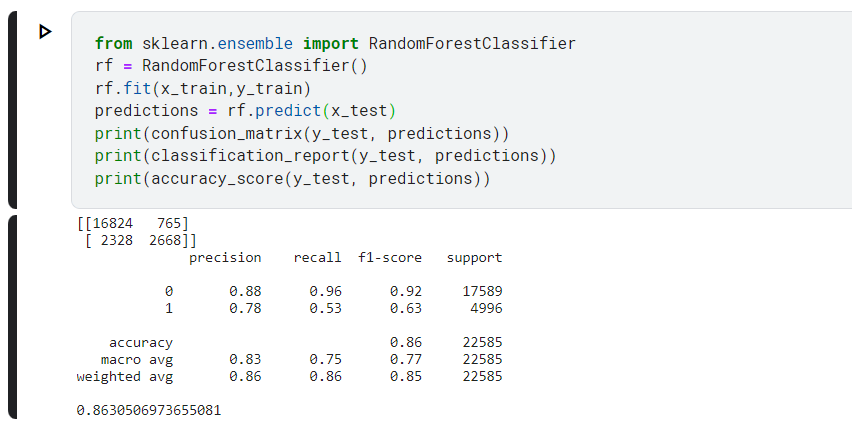 from sklearn.ensemble import RandomForestClassifier
rf = RandomForestClassifier()
rf.fit(x_train,y_train)
predictions = rf.predict(x_test)
print(confusion_matrix(y_test, predictions))
print(classification_report(y_test, predictions))
print(accuracy_score(y_test, predictions))
[[16824   765]
 [ 2328  2668]]
              precision    recall  f1-score   support
           0       0.88      0.96      0.92     17589
           1       0.78      0.53      0.63      4996
    accuracy                           0.86     22585
   macro avg       0.83      0.75      0.77     22585
weighted avg       0.86      0.86      0.85     22585
0.8630506973655081